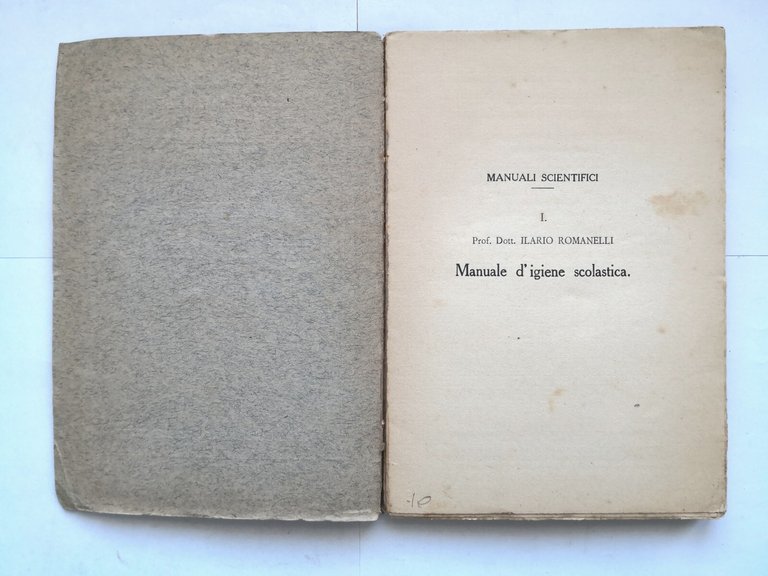 MANUALI SCIENTIFICI
I.
Prof. Dott. ILARIO ROMANELLI
Manuale d'igiene scolastica.